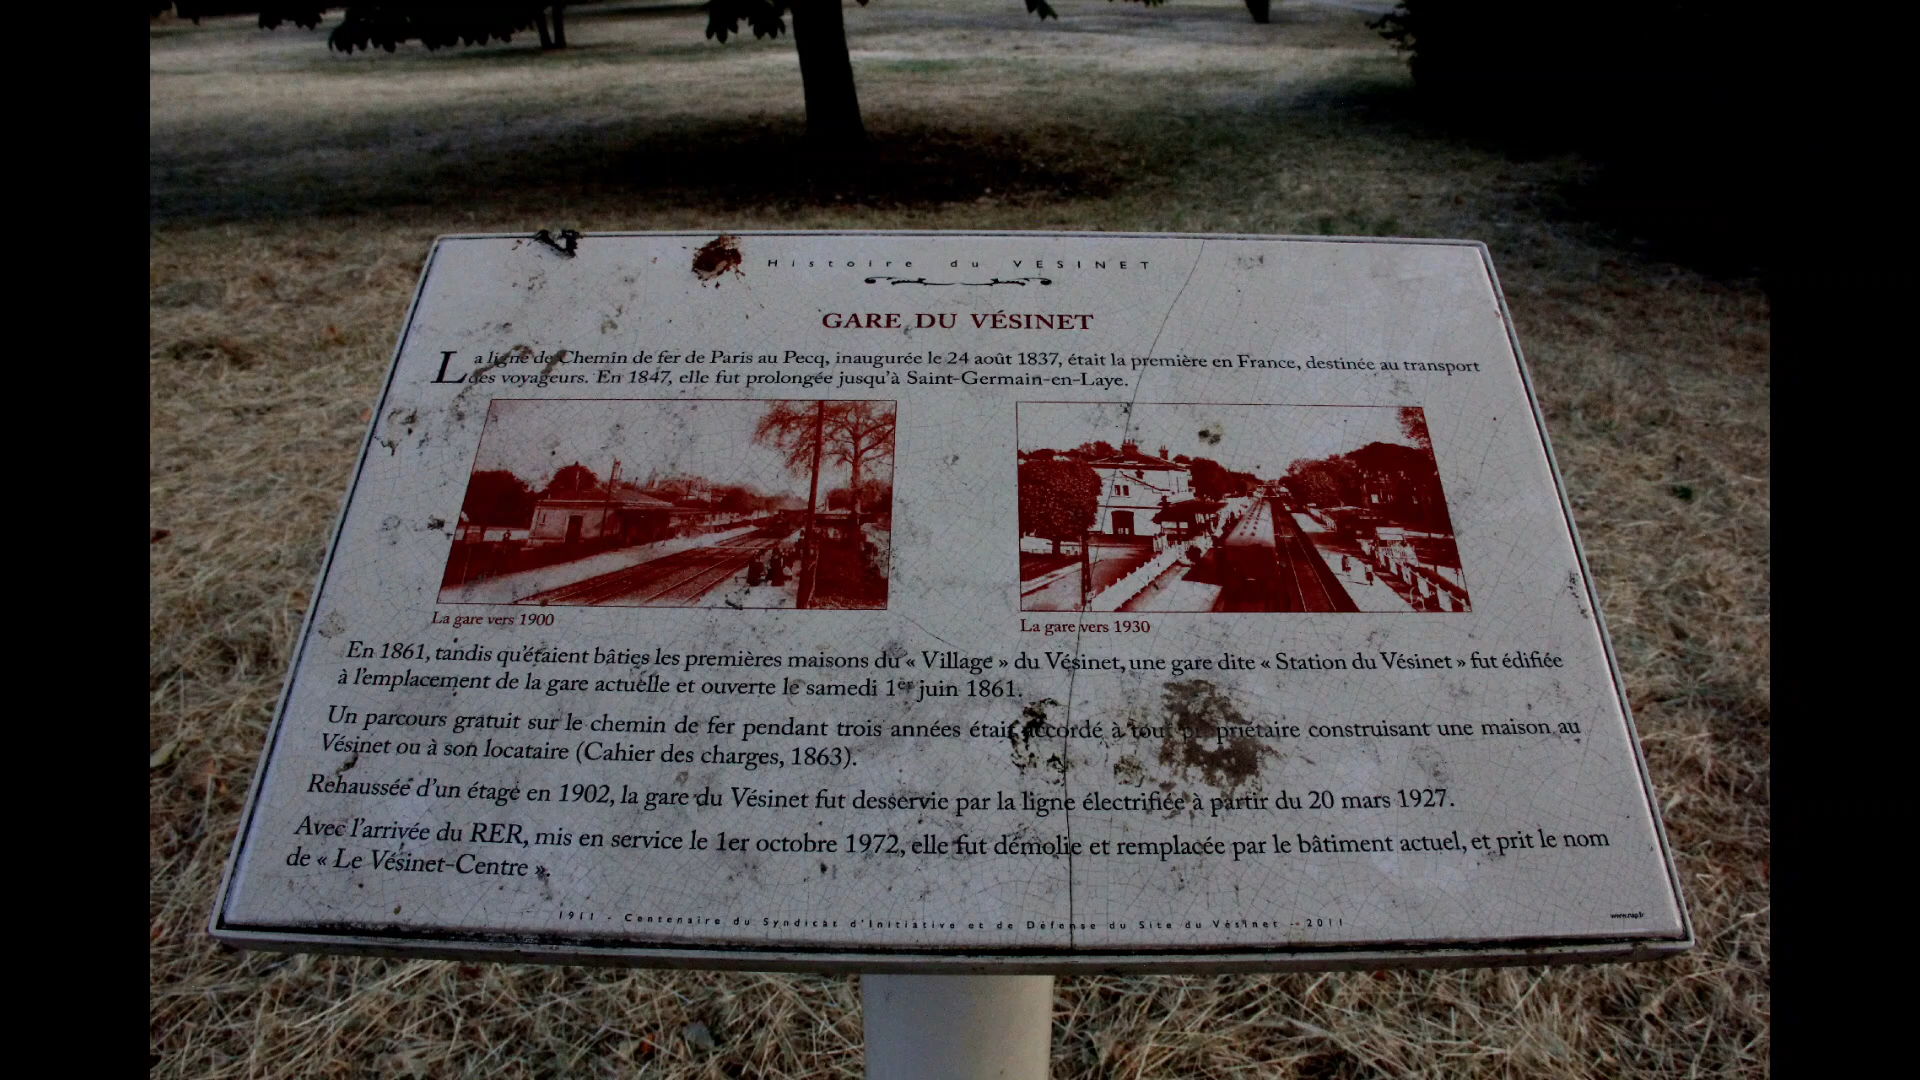 Histoire du VESINET
GARE DU VÉSINET
La ligne de Chemin de fer de Paris au Pecq, inaugurée le 24 août 1837, était la première en France, destinée au transport
des voyageurs. En 1847, elle fut prolongée jusqu'à Saint-Germain-en-Laye.
La gare vers 1900
La gare vers 1930
En 1861, tandis qu'étaient bâties les premières maisons du « Village » du Vésinet, une gare dite « Station du Vésinet » fut édifiée
à l'emplacement de la gare actuelle et ouverte le samedi 1er juin 1861.
Un parcours gratuit sur le chemin de fer pendant trois années était accordé à tout propriétaire construisant une maison au
Vésinet ou à son locataire (Cahier des charges, 1863).
Rehaussée d'un étage en 1902, la gare du Vésinet fut desservie par la ligne électrifiée à partir du 20 mars 1927.
Avec l'arrivée du RER, mis en service le 1er octobre 1972, elle fut démolie et remplacée par le bâtiment actuel, et prit le nom
de « Le Vésinet-Centre ».
1911 - Centenaire du Syndicat d'Initiative et de Défense du Site du Vésinet - 2011